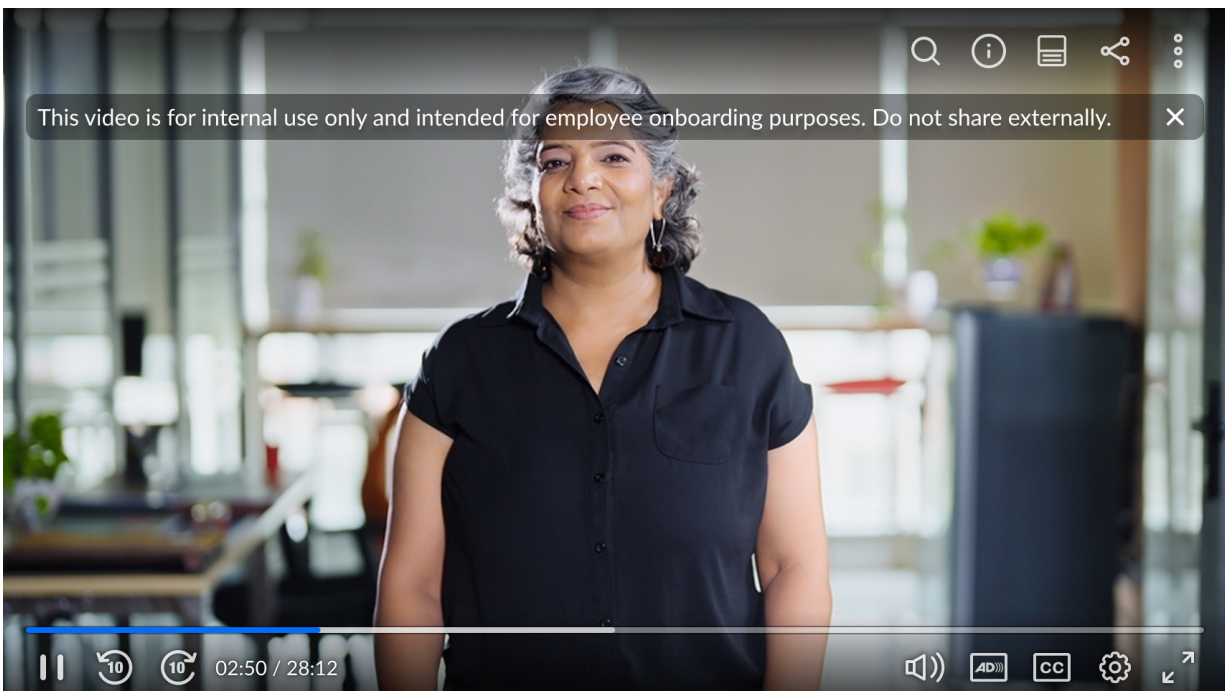 This video is for internal use only and intended for employee onboarding purposes. Do not share externally.
10 10 02:50 / 28:12 AD CC